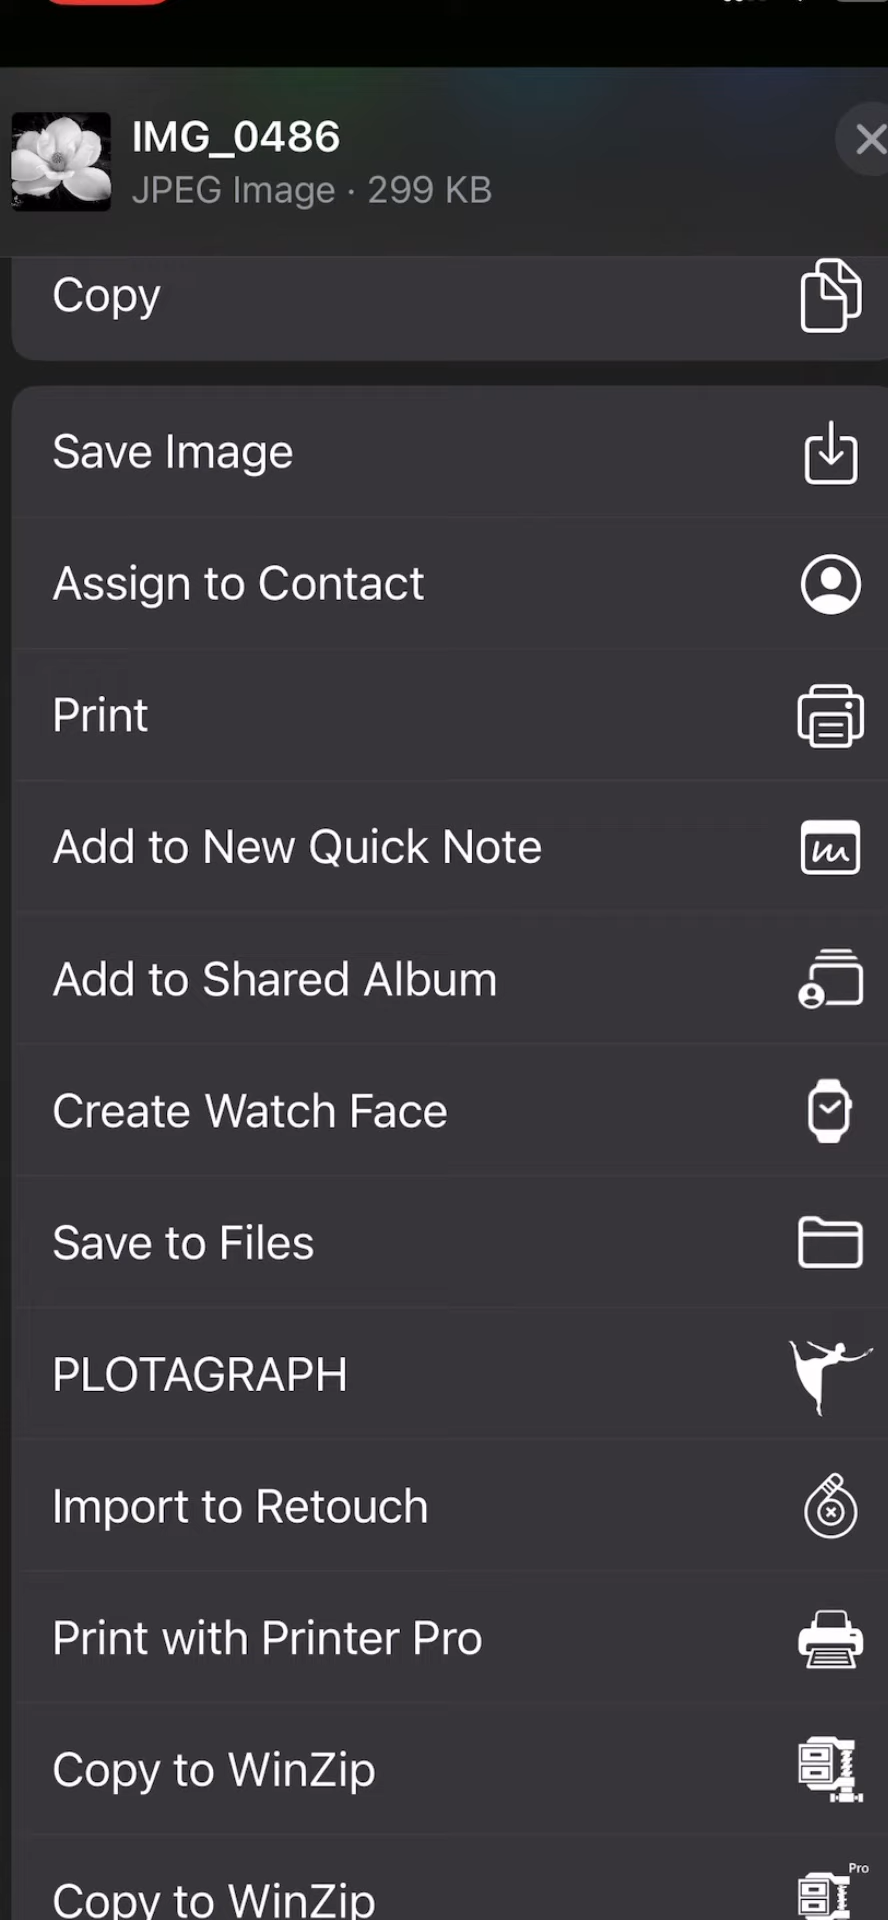 IMG_0486
JPEG Image · 299 KB
Copy
Save Image
Assign to Contact
Print
Add to New Quick Note
Add to Shared Album
Create Watch Face
Save to Files
PLOTAGRAPH
Import to Retouch
Print with Printer Pro
Copy to WinZip
Pro
Copy to WinZip